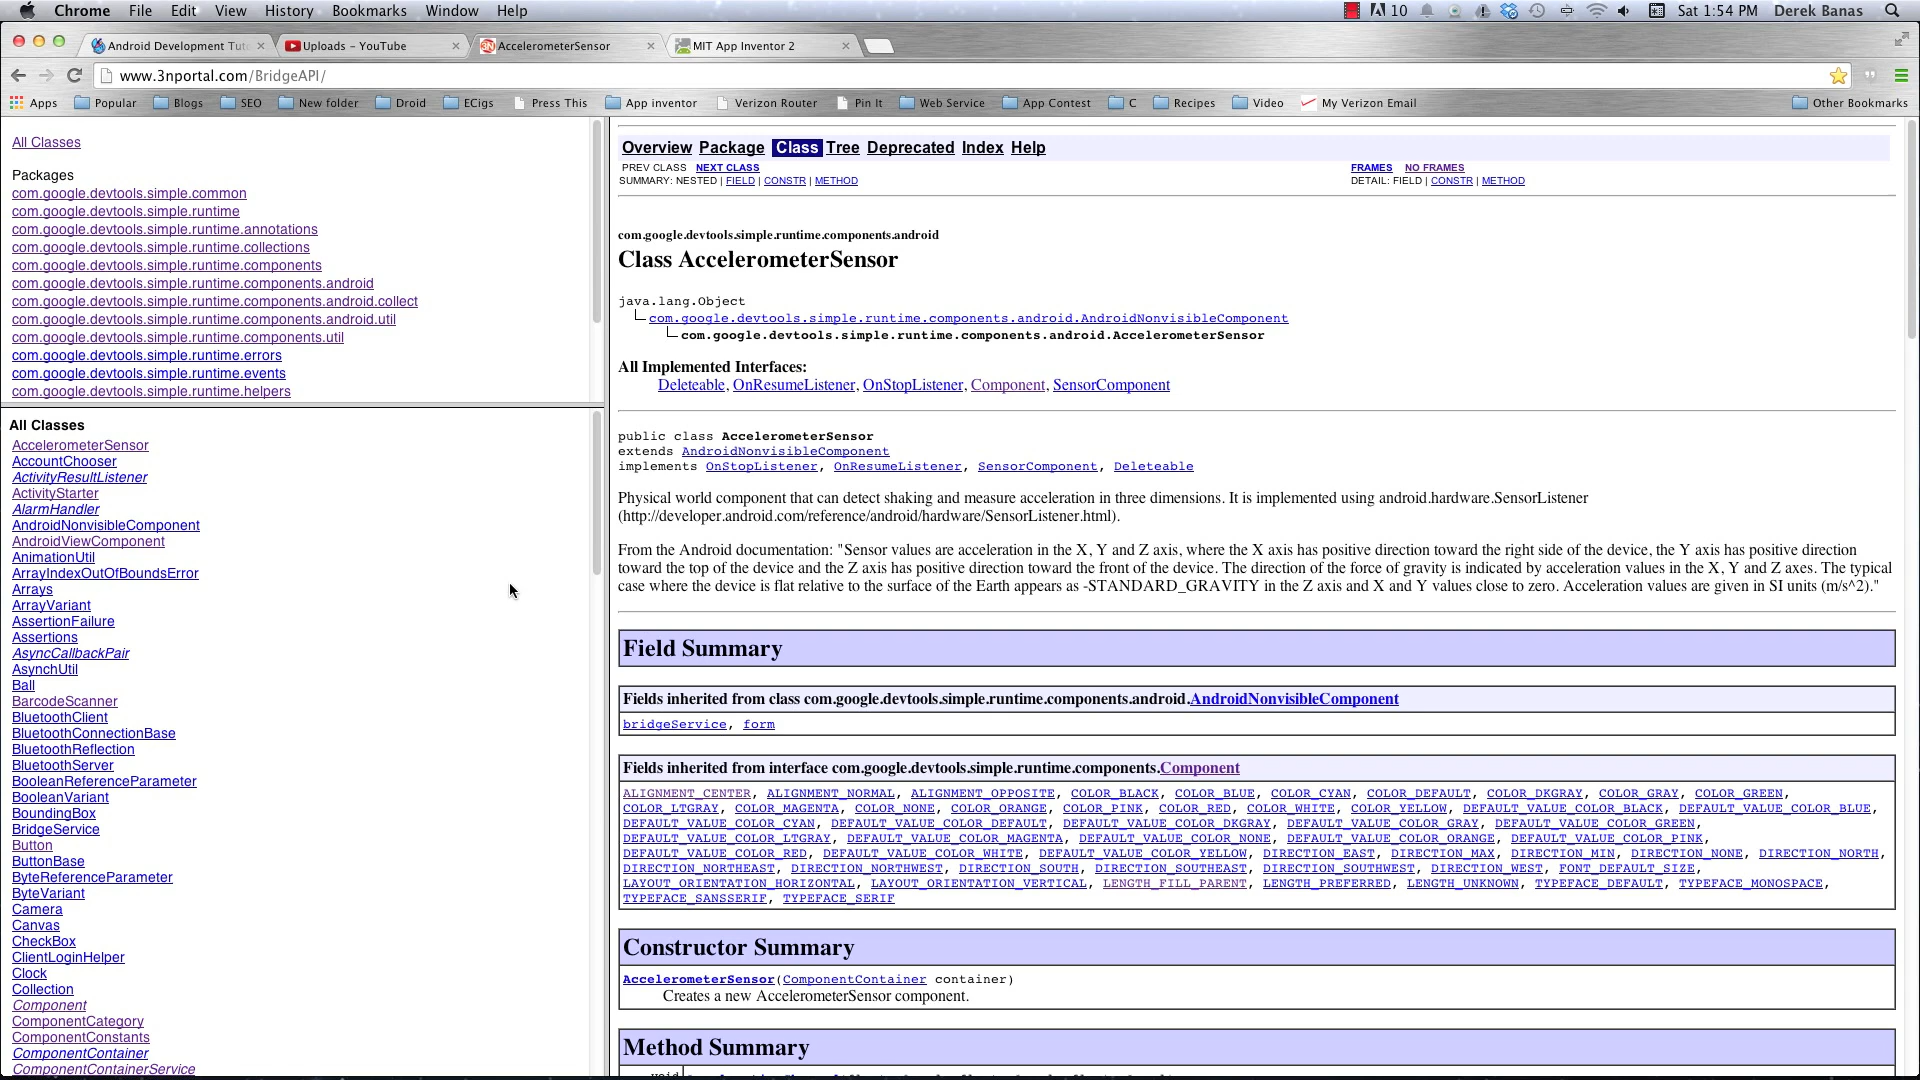 Chrome File Edit View History Bookmarks Window Help 10 Sat 1:54 PM Derek Banas
Android Development Tut
Uploads - YouTube
AccelerometerSensor
MIT App Inventor 2
www.3nportal.com/BridgeAPI/
Apps Popular Blogs SEO New folder Droid ECigs Press This App inventor Verizon Router Pin It Web Service App Contest C Recipes Video My Verizon Email Other Bookmarks
All Classes
Packages
com.google.devtools.simple.common
com.google.devtools.simple.runtime
com.google.devtools.simple.runtime.annotations
com.google.devtools.simple.runtime.collections
com.google.devtools.simple.runtime.components
com.google.devtools.simple.runtime.components.android
com.google.devtools.simple.runtime.components.android.collect
com.google.devtools.simple.runtime.components.android.util
com.google.devtools.simple.runtime.components.util
com.google.devtools.simple.runtime.errors
com.google.devtools.simple.runtime.events
com.google.devtools.simple.runtime.helpers
All Classes
AccelerometerSensor
AccountChooser
ActivityResultListener
ActivityStarter
AlarmHandler
AndroidNonvisibleComponent
AndroidViewComponent
AnimationUtil
ArrayIndexOutOfBoundsError
Arrays
ArrayVariant
AssertionFailure
Assertions
AsyncCallbackPair
AsynchUtil
Ball
BarcodeScanner
BluetoothClient
BluetoothConnectionBase
BluetoothReflection
BluetoothServer
BooleanReferenceParameter
BooleanVariant
BoundingBox
BridgeService
Button
ButtonBase
ByteReferenceParameter
ByteVariant
Camera
Canvas
CheckBox
ClientLoginHelper
Clock
Collection
Component
ComponentCategory
ComponentConstants
ComponentContainer
ComponentContainerService
Overview Package Class Tree Deprecated Index Help
PREV CLASS NEXT CLASS FRAMES NO FRAMES
SUMMARY: NESTED | FIELD | CONSTR | METHOD DETAIL: FIELD | CONSTR | METHOD
com.google.devtools.simple.runtime.components.android
Class AccelerometerSensor
java.lang.Object
com.google.devtools.simple.runtime.components.android.AndroidNonvisibleComponent
com.google.devtools.simple.runtime.components.android.AccelerometerSensor
All Implemented Interfaces:
Deleteable, OnResumeListener, OnStopListener, Component, SensorComponent
public class AccelerometerSensor
extends AndroidNonvisibleComponent
implements OnStopListener, OnResumeListener, SensorComponent, Deleteable
Physical world component that can detect shaking and measure acceleration in three dimensions. It is implemented using android.hardware.SensorListener
(http://developer.android.com/reference/android/hardware/SensorListener.html).
From the Android documentation: "Sensor values are acceleration in the X, Y and Z axis, where the X axis has positive direction toward the right side of the device, the Y axis has positive direction
toward the top of the device and the Z axis has positive direction toward the front of the device. The direction of the force of gravity is indicated by acceleration values in the X, Y and Z axes. The typical
case where the device is flat relative to the surface of the Earth appears as -STANDARD_GRAVITY in the Z axis and X and Y values close to zero. Acceleration values are given in SI units (m/s^2)."
Field Summary
Fields inherited from class com.google.devtools.simple.runtime.components.android.AndroidNonvisibleComponent
bridgeService, form
Fields inherited from interface com.google.devtools.simple.runtime.components.Component
ALIGNMENT_CENTER, ALIGNMENT_NORMAL, ALIGNMENT_OPPOSITE, COLOR_BLACK, COLOR_BLUE, COLOR_CYAN, COLOR_DEFAULT, COLOR_DKGRAY, COLOR_GRAY, COLOR_GREEN,
COLOR_LTGRAY, COLOR_MAGENTA, COLOR_NONE, COLOR_ORANGE, COLOR_PINK, COLOR_RED, COLOR_WHITE, COLOR_YELLOW, DEFAULT_VALUE_COLOR_BLACK, DEFAULT_VALUE_COLOR_BLUE,
DEFAULT_VALUE_COLOR_CYAN, DEFAULT_VALUE_COLOR_DEFAULT, DEFAULT_VALUE_COLOR_DKGRAY, DEFAULT_VALUE_COLOR_GRAY, DEFAULT_VALUE_COLOR_GREEN,
DEFAULT_VALUE_COLOR_LTGRAY, DEFAULT_VALUE_COLOR_MAGENTA, DEFAULT_VALUE_COLOR_NONE, DEFAULT_VALUE_COLOR_ORANGE, DEFAULT_VALUE_COLOR_PINK,
DEFAULT_VALUE_COLOR_RED, DEFAULT_VALUE_COLOR_WHITE, DEFAULT_VALUE_COLOR_YELLOW, DIRECTION_EAST, DIRECTION_MAX, DIRECTION_MIN, DIRECTION_NONE, DIRECTION_NORTH,
DIRECTION_NORTHEAST, DIRECTION_NORTHWEST, DIRECTION_SOUTH, DIRECTION_SOUTHEAST, DIRECTION_SOUTHWEST, DIRECTION_WEST, FONT_DEFAULT_SIZE,
LAYOUT_ORIENTATION_HORIZONTAL, LAYOUT_ORIENTATION_VERTICAL, LENGTH_FILL_PARENT, LENGTH_PREFERRED, LENGTH_UNKNOWN, TYPEFACE_DEFAULT, TYPEFACE_MONOSPACE,
TYPEFACE_SANSSERIF, TYPEFACE_SERIF
Constructor Summary
AccelerometerSensor(ComponentContainer container)
Creates a new AccelerometerSensor component.
Method Summary